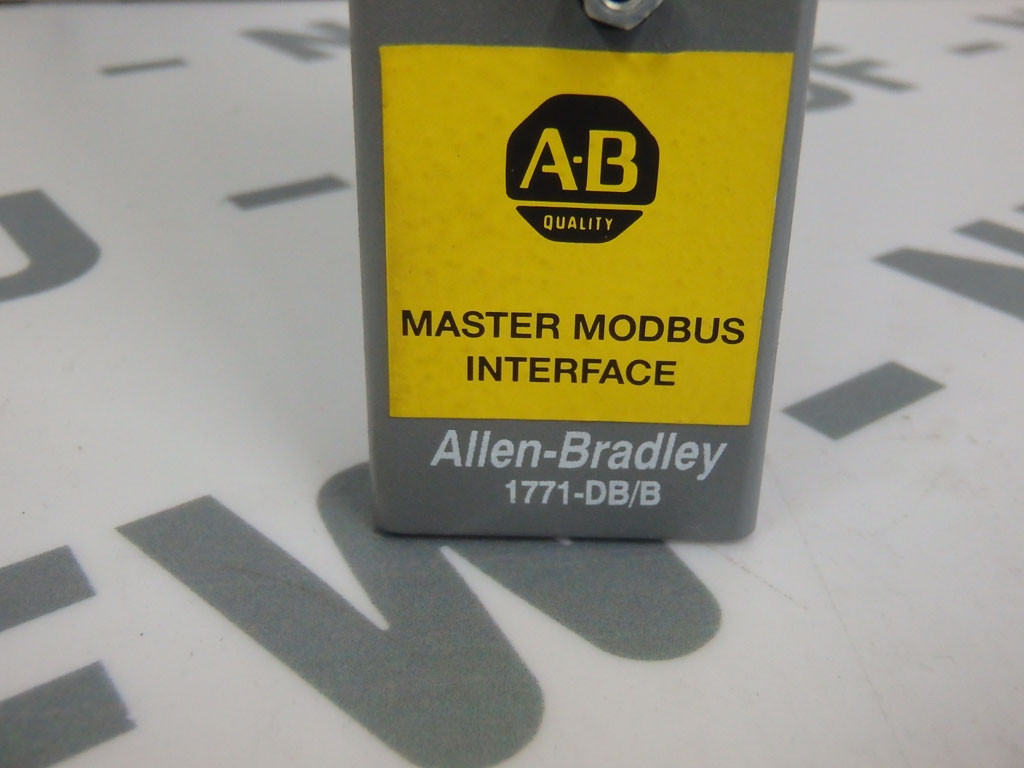 A-B
QUALITY
MASTER MODBUS
INTERFACE
Allen-Bradley
1771-DB/B